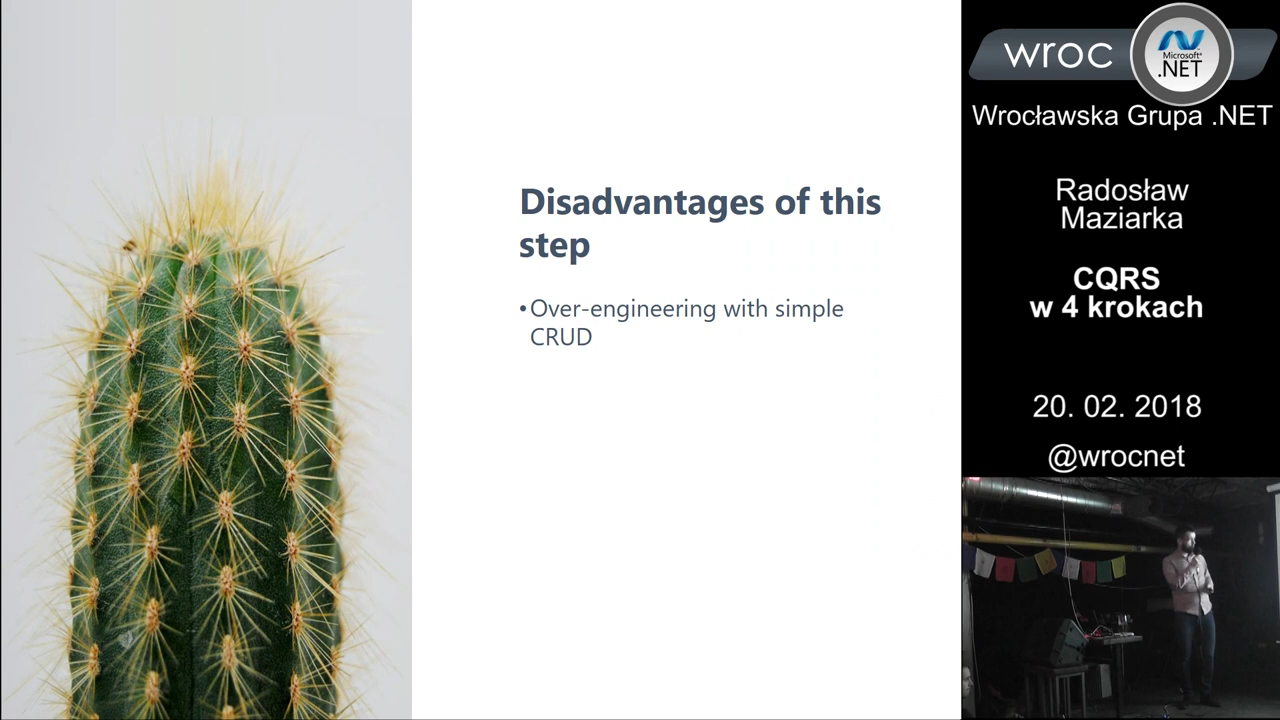 Disadvantages of this
step
•Over-engineering with simple
CRUD
wroc
Microsoft®
.NET
Wrocławska Grupa .NET
Radosław
Maziarka
CQRS
w 4 krokach
20. 02. 2018
@wrocnet